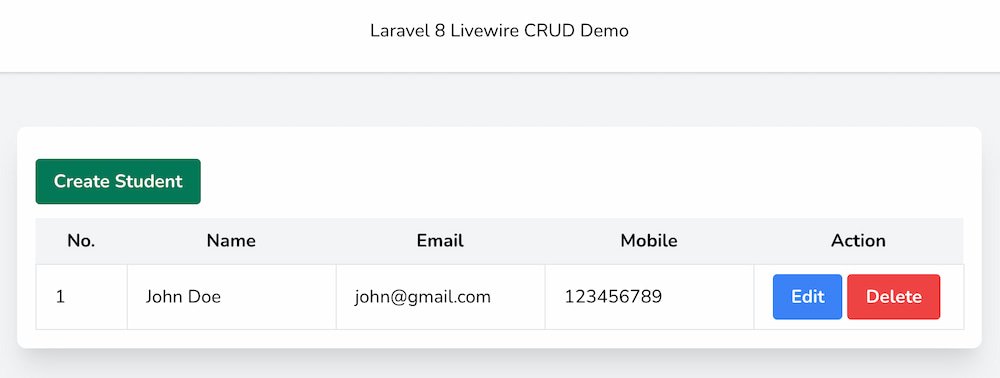 Laravel 8 Livewire CRUD Demo
Create Student
No. Name Email Mobile Action
1 John Doe john@gmail.com 123456789 Edit Delete